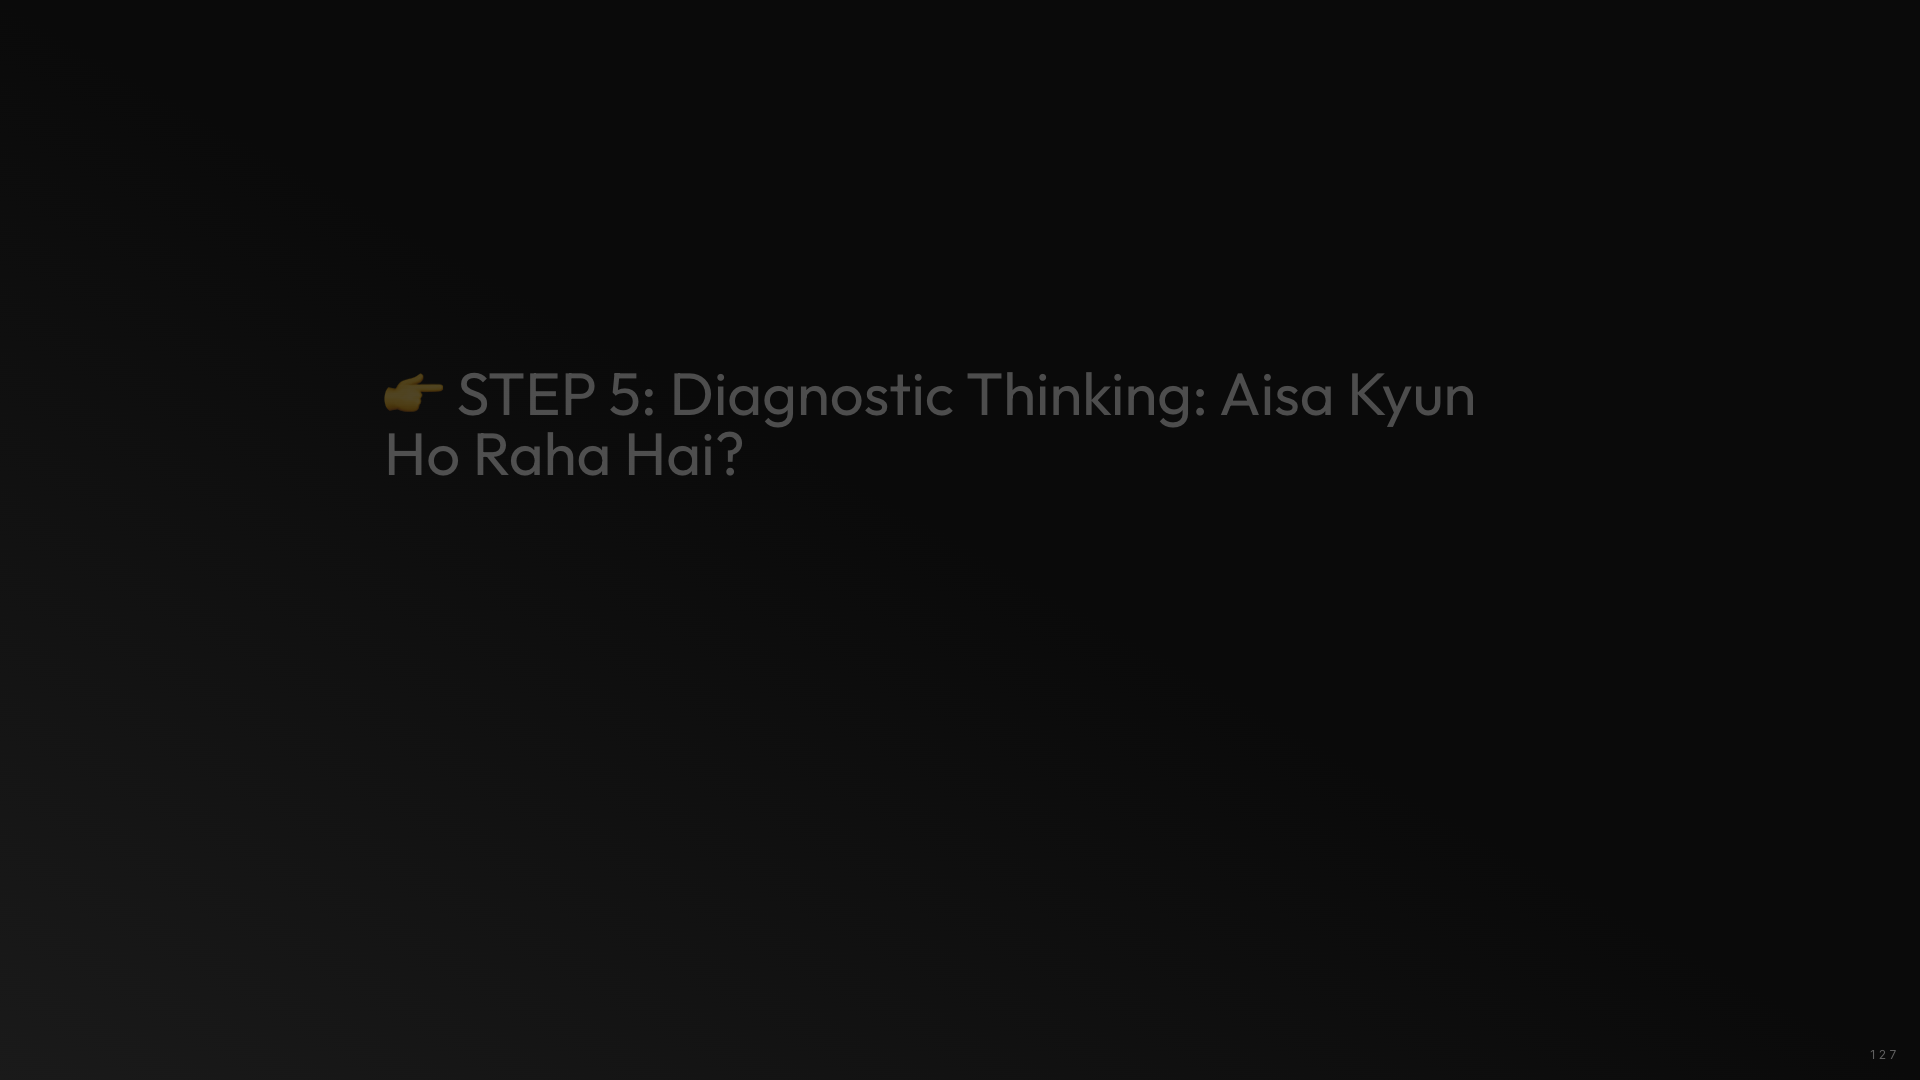 👉 STEP 5: Diagnostic Thinking: Aisa Kyun
Ho Raha Hai?
127